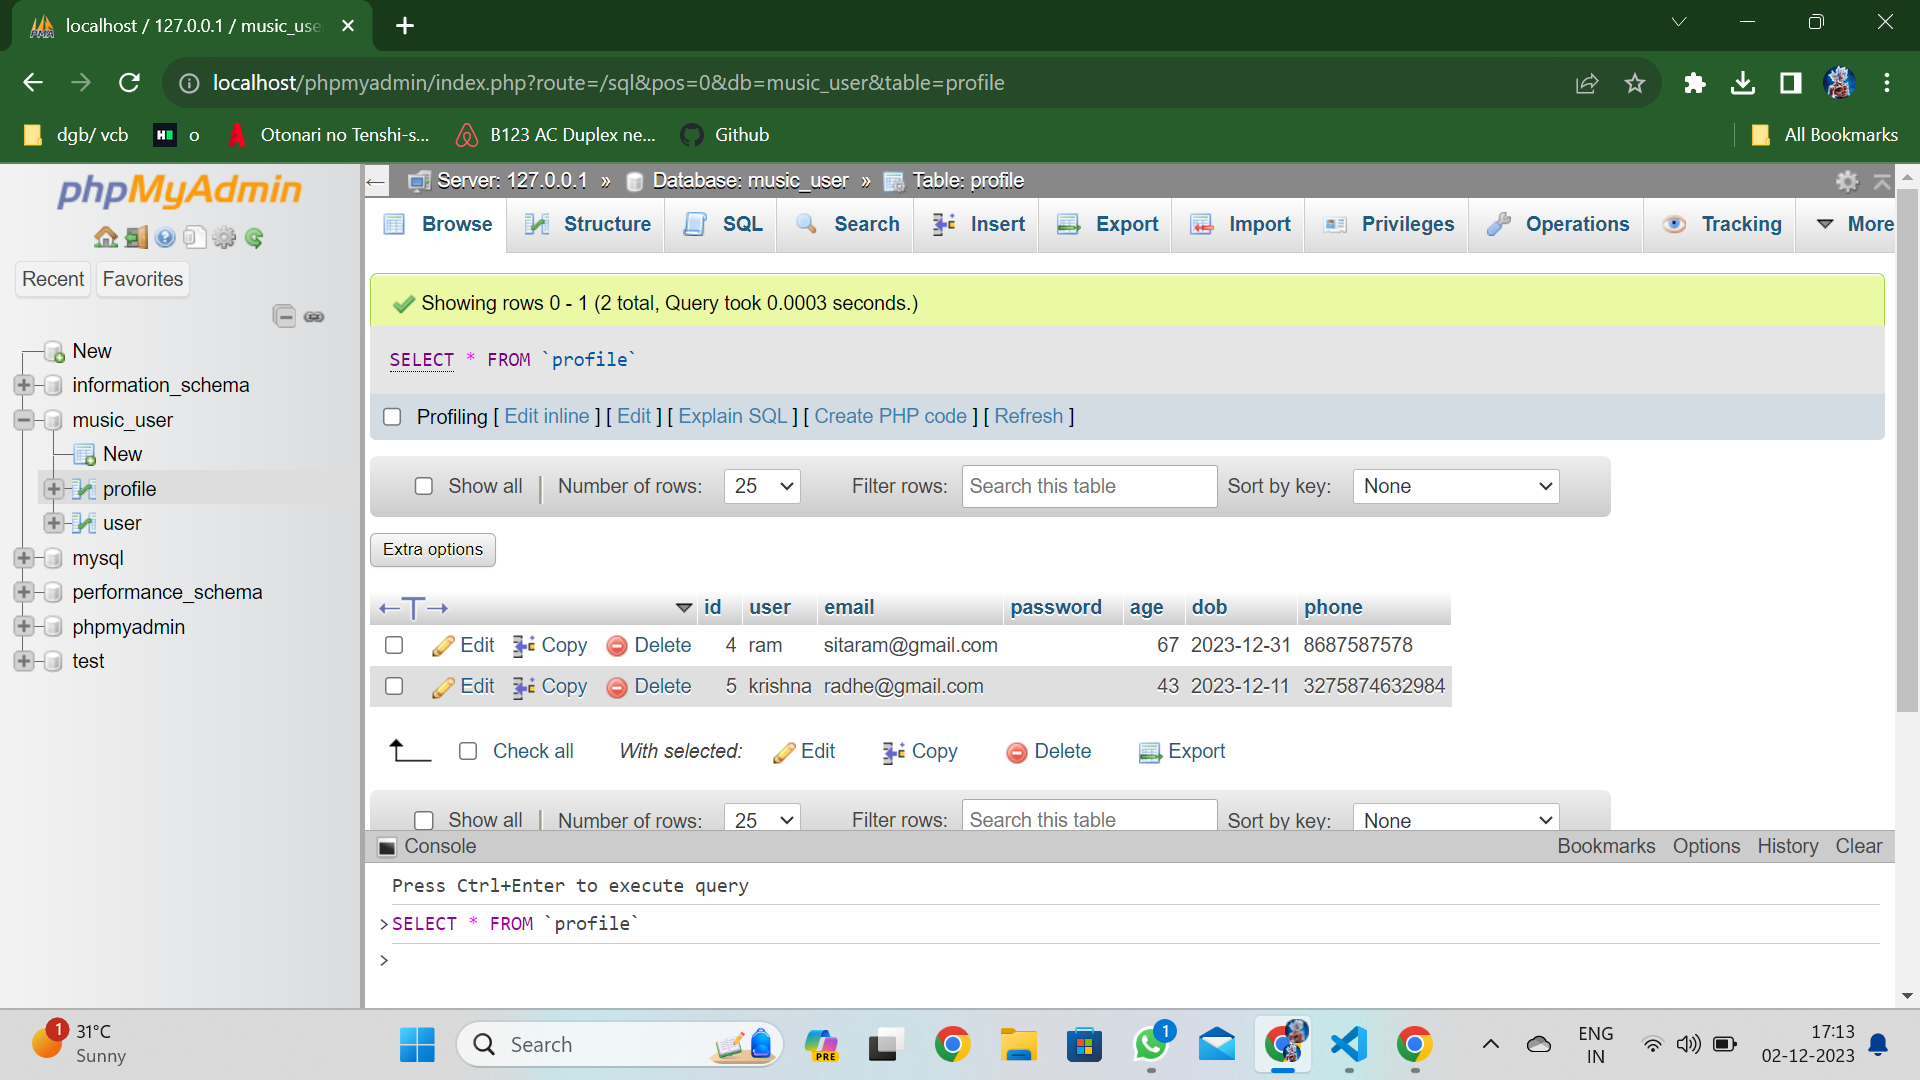 localhost / 127.0.0.1 / music_use
localhost/phpmyadmin/index.php?route=/sql&pos=0&db=music_user&table=profile
dgb/ vcb
H
o
Otonari no Tenshi-s...
B123 AC Duplex ne...
Github
All Bookmarks
phpMyAdmin
Recent
Favorites
New
information_schema
music_user
New
profile
user
mysql
performance_schema
phpmyadmin
test
Server: 127.0.0.1 » Database: music_user » Table: profile
Browse Structure SQL Search Insert Export Import Privileges Operations Tracking More
Showing rows 0 - 1 (2 total, Query took 0.0003 seconds.)
SELECT * FROM `profile`
Profiling [ Edit inline ] [ Edit ] [ Explain SQL ] [ Create PHP code ] [ Refresh ]
Show all | Number of rows: 25 Filter rows: Search this table Sort by key: None
Extra options
←T→ id user email password age dob phone
Edit Copy Delete 4 ram sitaram@gmail.com 67 2023-12-31 8687587578
Edit Copy Delete 5 krishna radhe@gmail.com 43 2023-12-11 3275874632984
Check all With selected: Edit Copy Delete Export
Show all | Number of rows: 25 Filter rows: Search this table Sort by key: None
Console Bookmarks Options History Clear
Press Ctrl+Enter to execute query
>SELECT * FROM `profile`
>
1
31°C
Sunny
Search
PRE
1
ENG
IN
17:13
02-12-2023